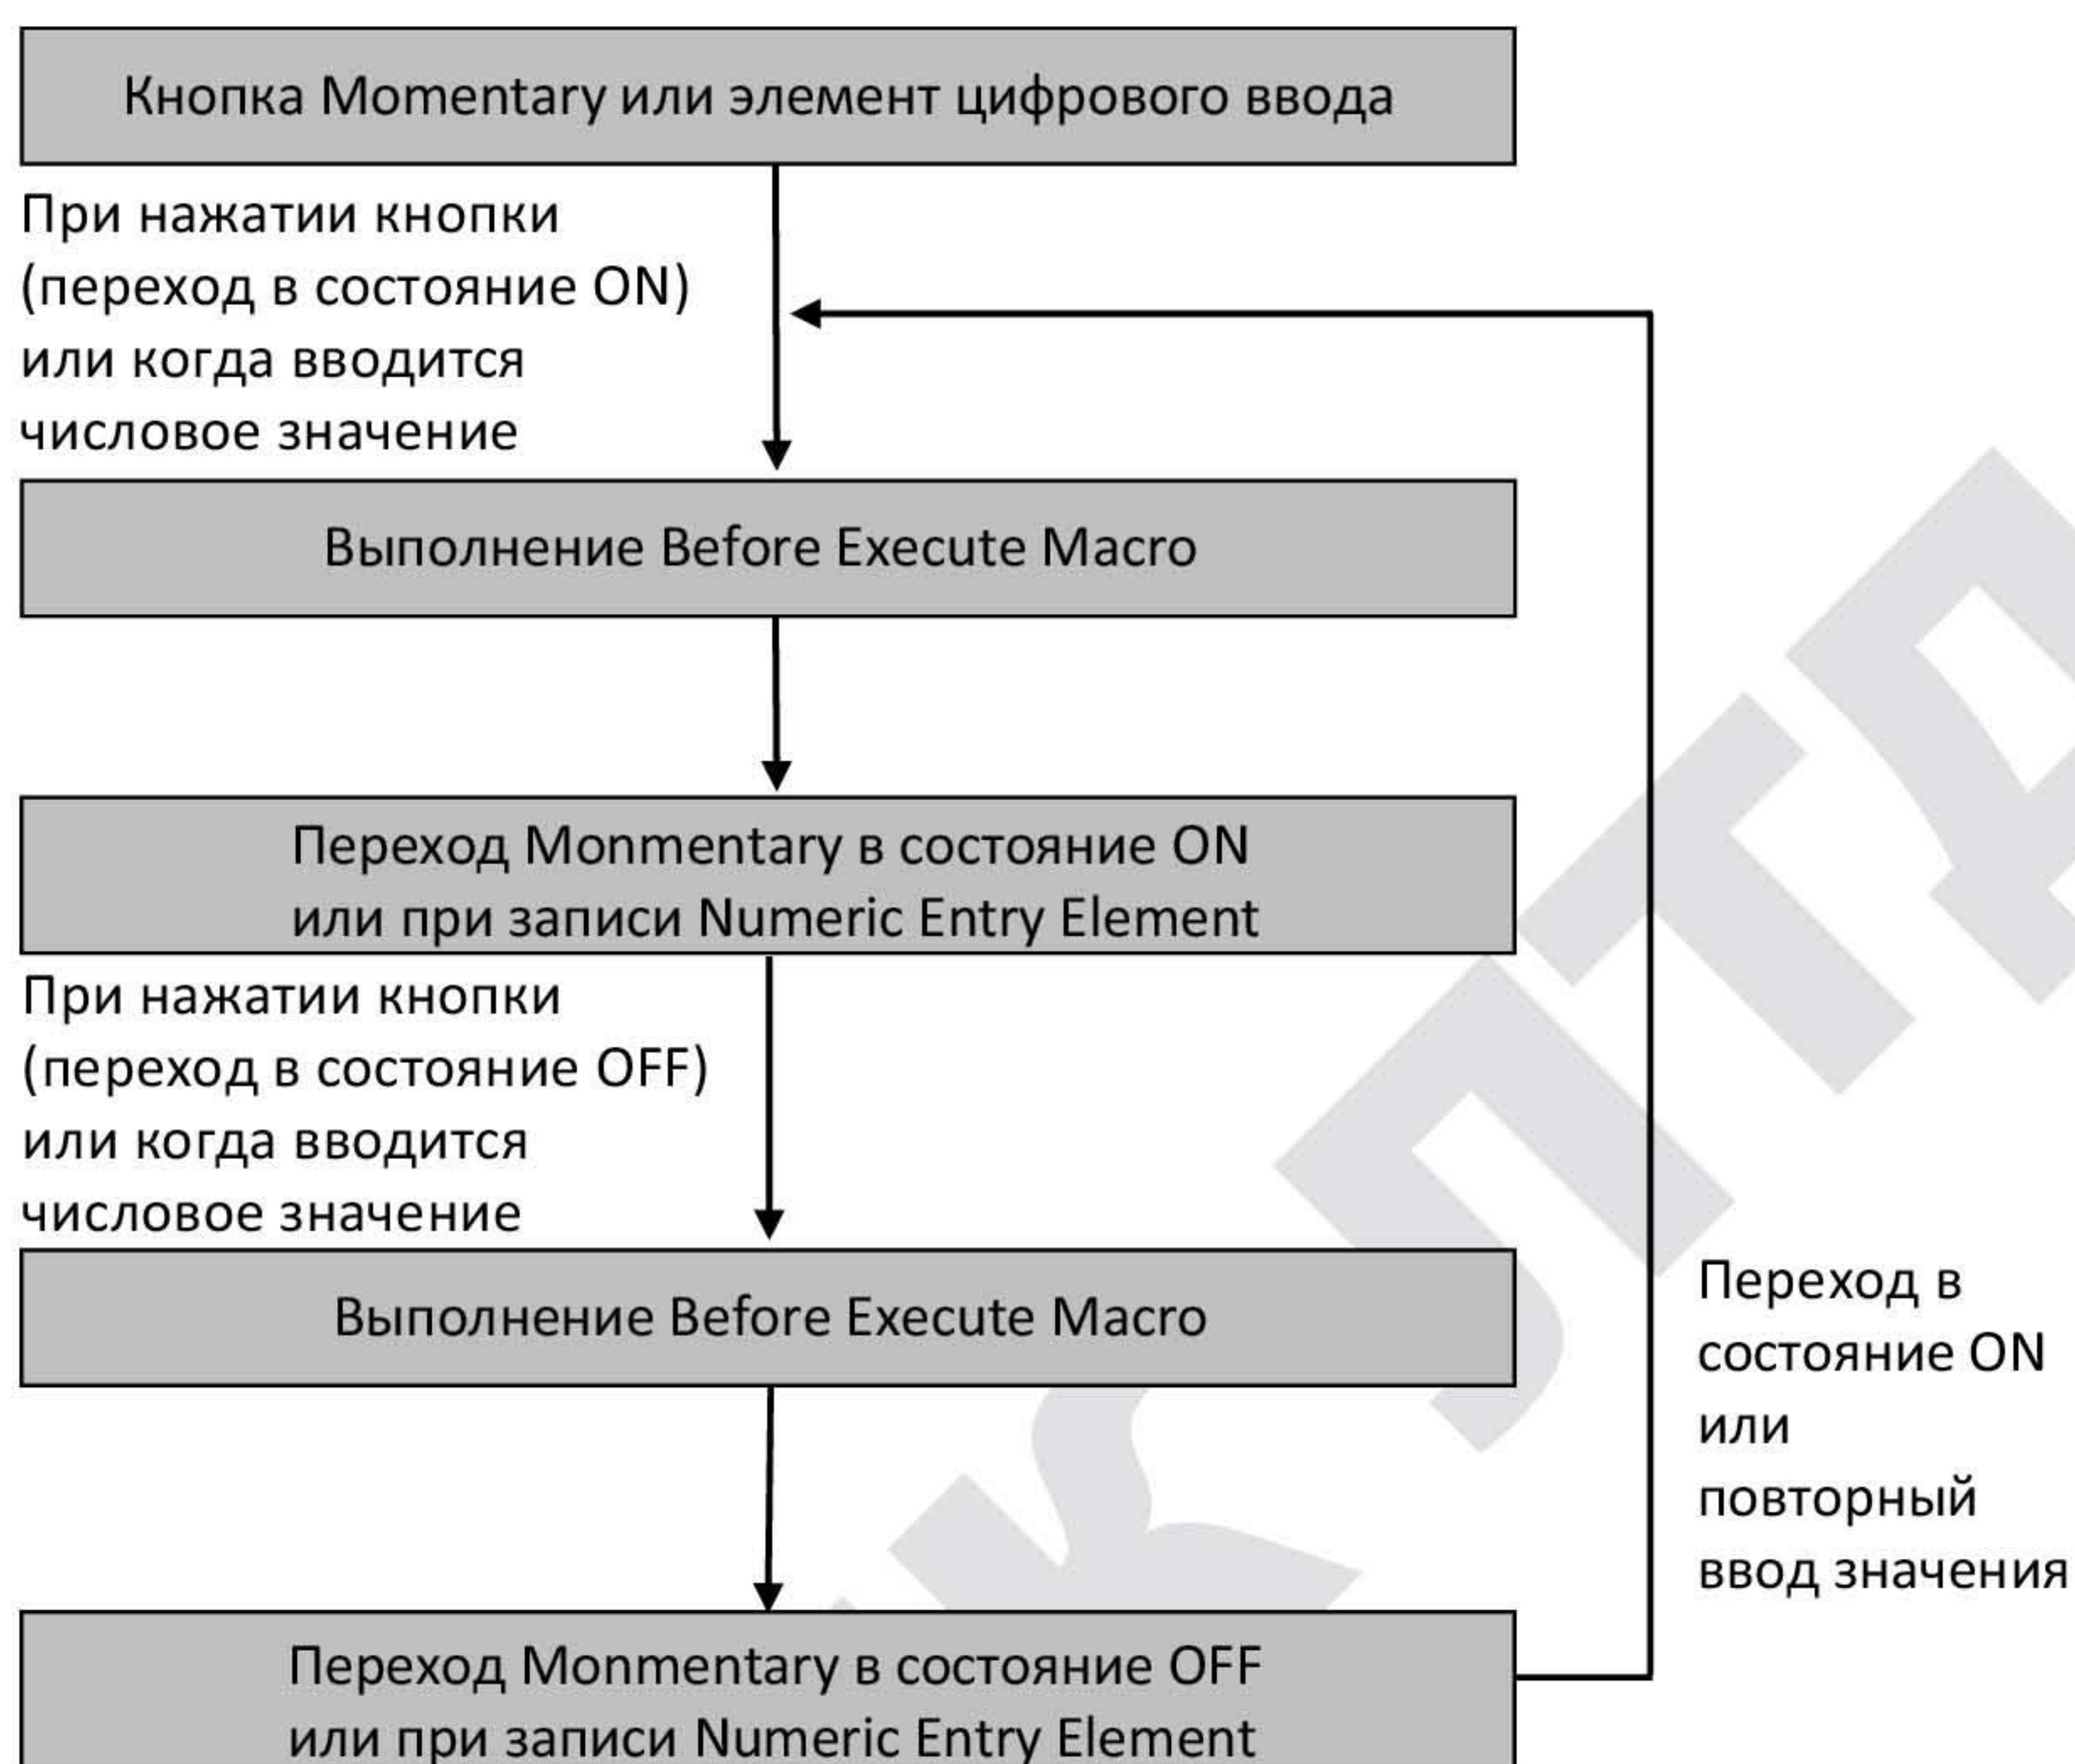 Кнопка Momentary или элемент цифрового ввода
При нажатии кнопки
(переход в состояние ON)
или когда вводится
числовое значение
Выполнение Before Execute Macro
Переход Monmentary в состояние ON
или при записи Numeric Entry Element
При нажатии кнопки
(переход в состояние OFF)
или когда вводится
числовое значение
Выполнение Before Execute Macro
Переход в
состояние ON
или
повторный
ввод значения
Переход Monmentary в состояние OFF
или при записи Numeric Entry Element